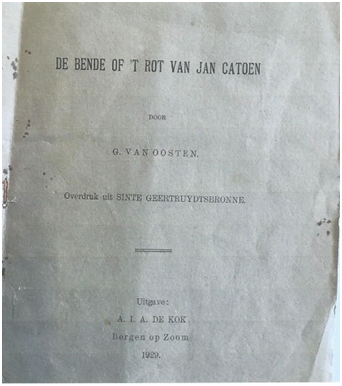 DE BENDE OF 'T ROT VAN JAN CATOEN
DOOR
G. VAN OOSTEN.
Overdruk uit SINTE GEERTRUYDTSBRONNE.
Uitgave:
A. I. A. DE KOK
Bergen op Zoom
1929.